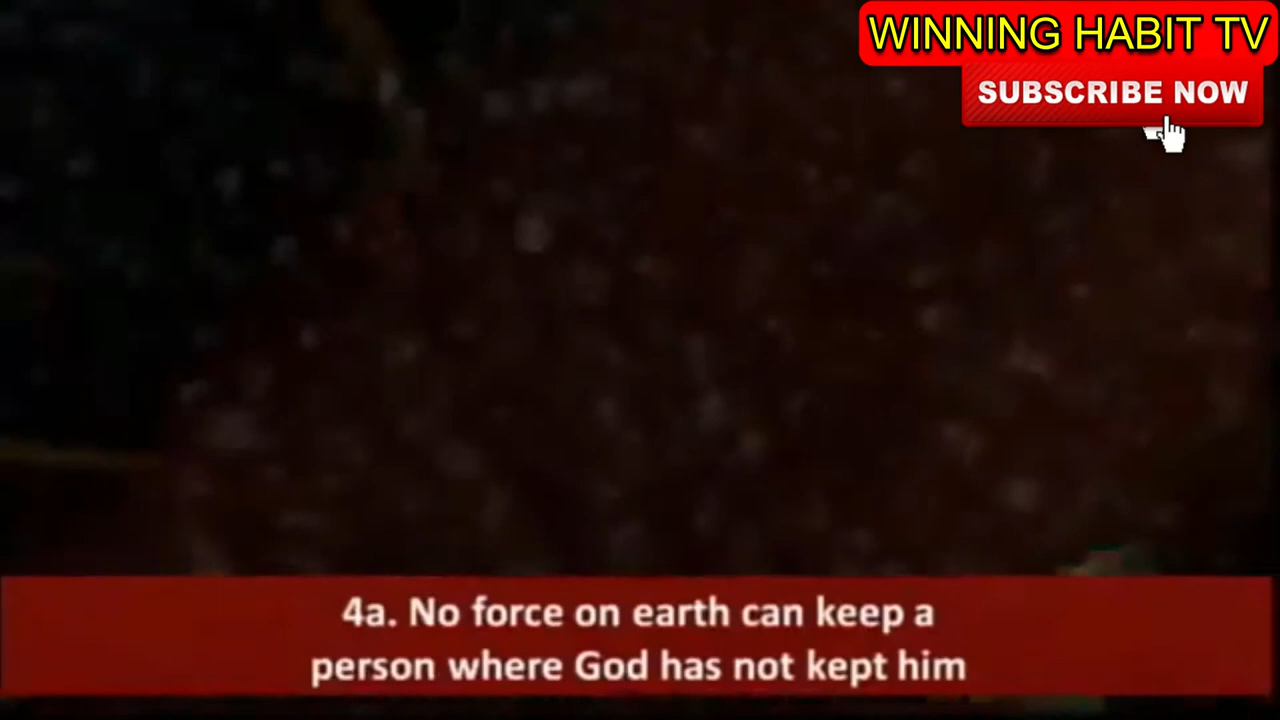 WINNING HABIT TV
SUBSCRIBE NOW
4a. No force on earth can keep a
person where God has not kept him